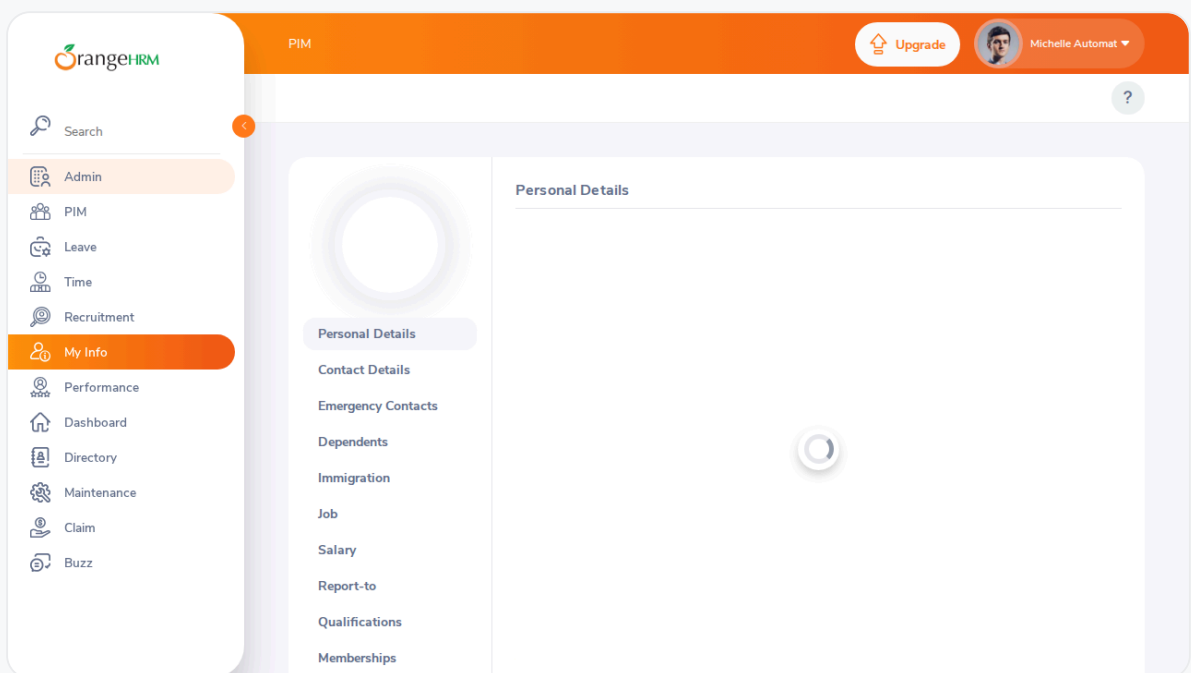 OrangeHRM
PIM
Upgrade
Michelle Automat
?
Search
Admin
PIM
Leave
Time
Recruitment
My Info
Performance
Dashboard
Directory
Maintenance
Claim
Buzz
Personal Details
Contact Details
Emergency Contacts
Dependents
Immigration
Job
Salary
Report-to
Qualifications
Memberships
Personal Details